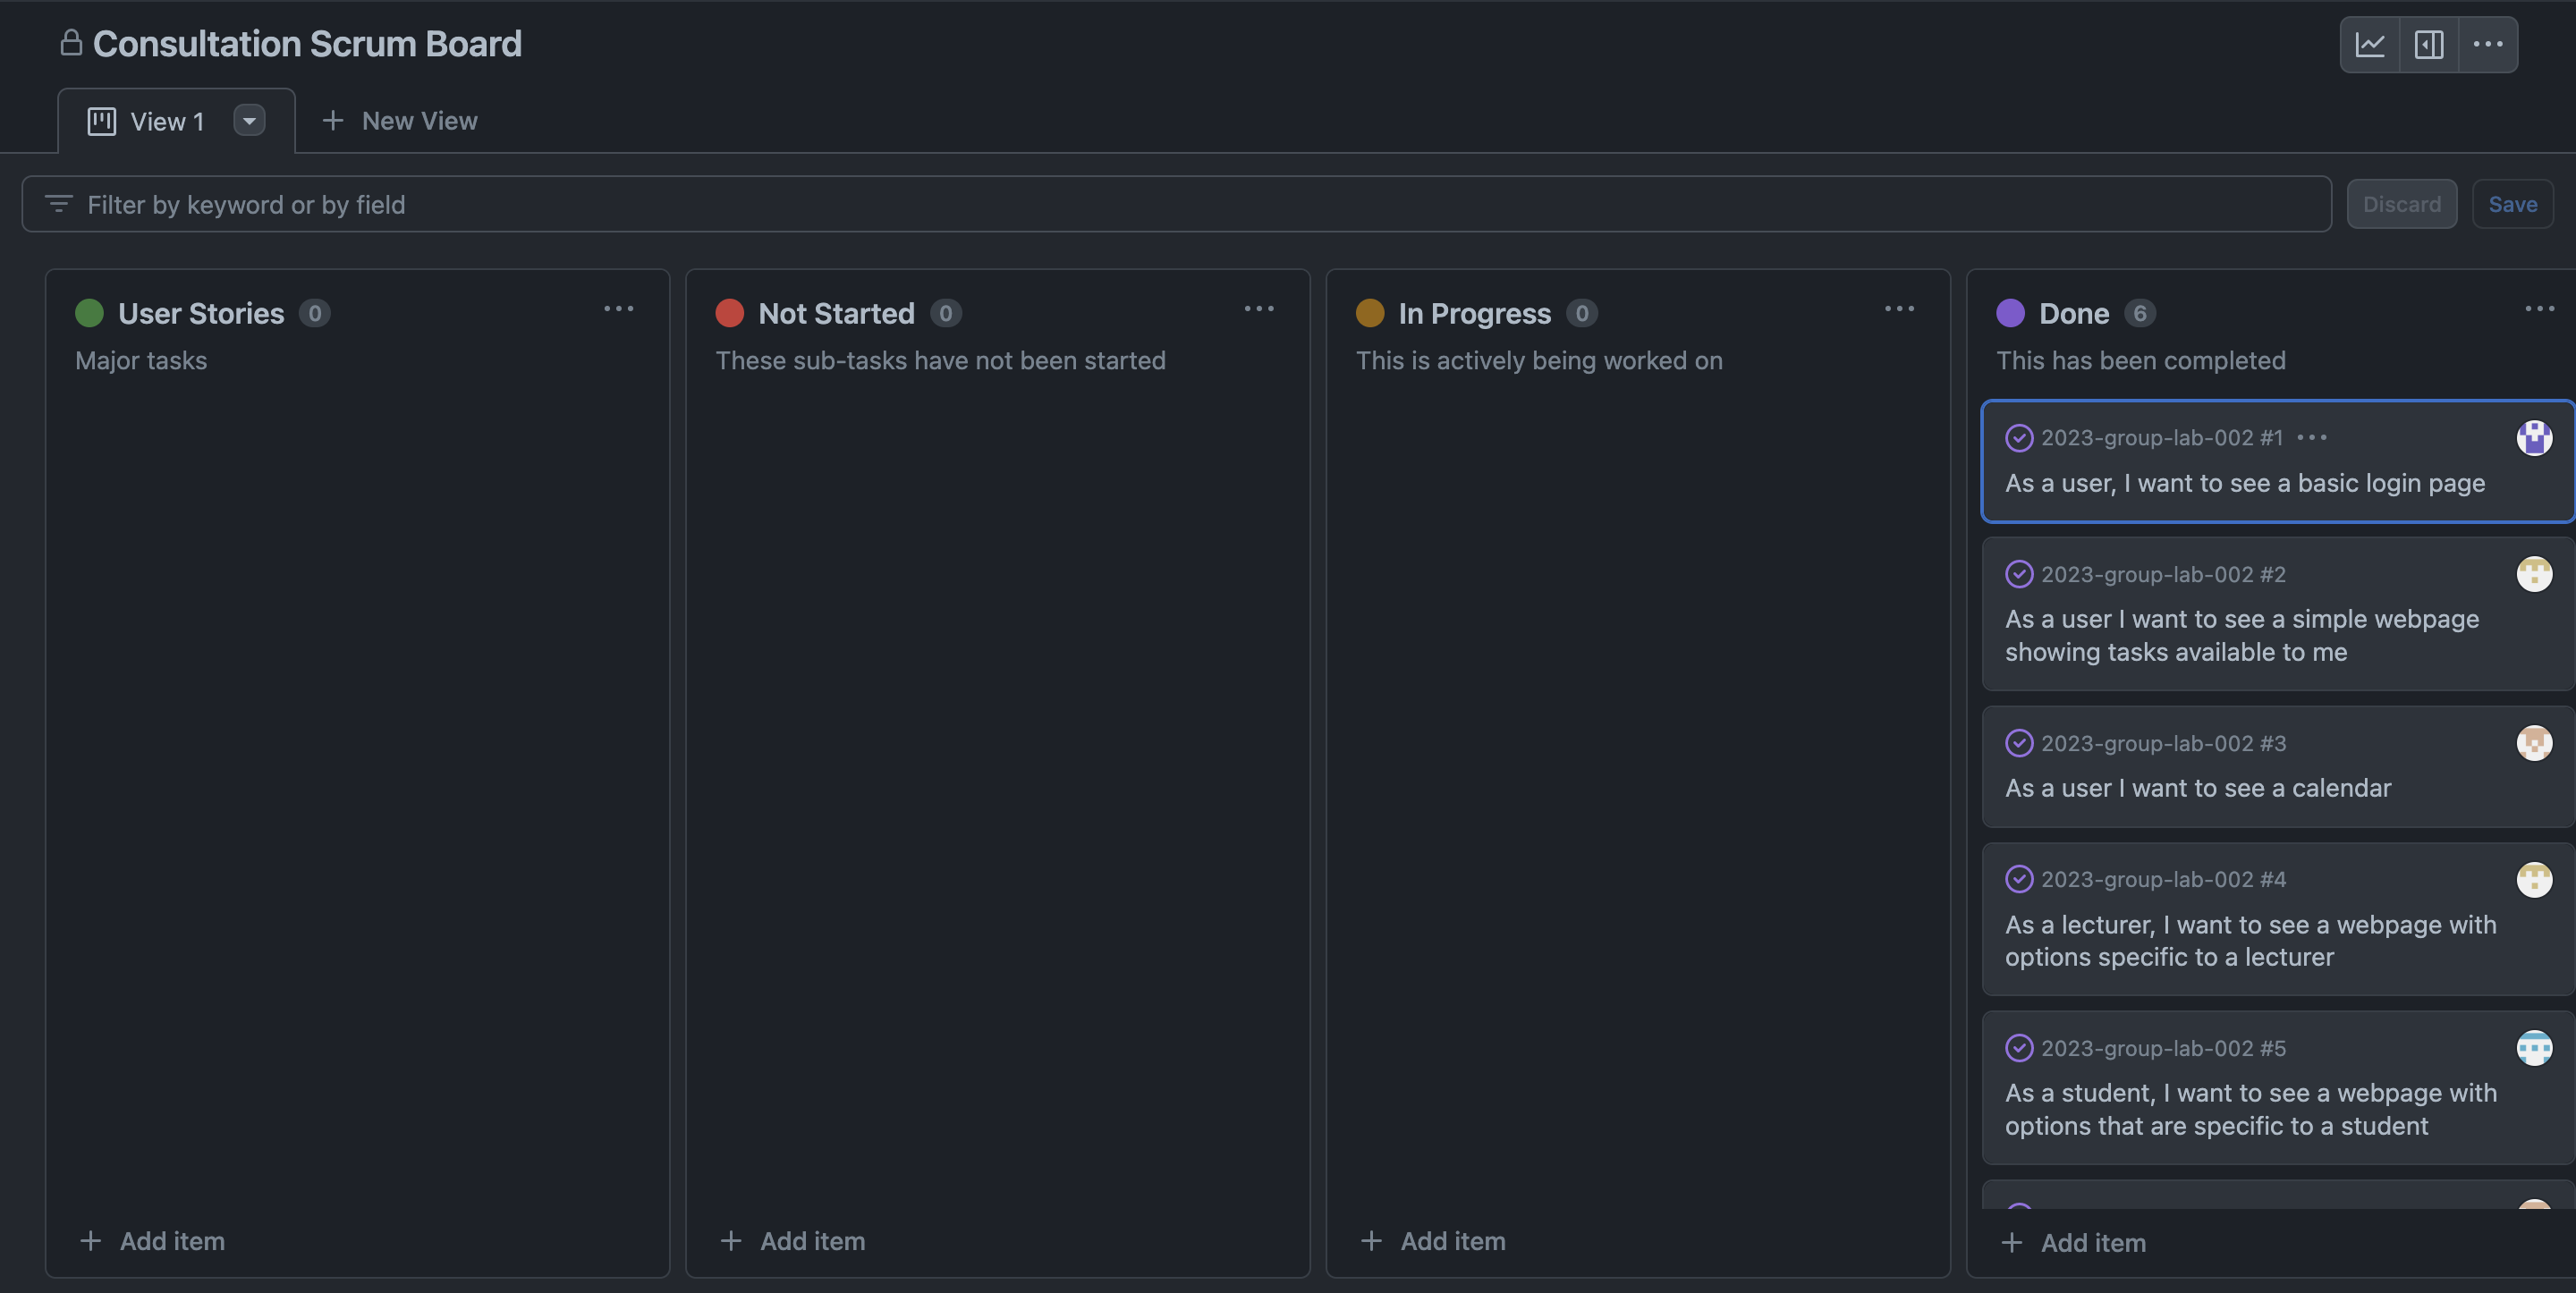 Consultation Scrum Board
View 1
New View
Filter by keyword or by field
Discard
Save
User Stories 0
Major tasks
Add item
Not Started 0
These sub-tasks have not been started
Add item
In Progress 0
This is actively being worked on
Add item
Done 6
This has been completed
2023-group-lab-002 #1
As a user, I want to see a basic login page
2023-group-lab-002 #2
As a user I want to see a simple webpage
showing tasks available to me
2023-group-lab-002 #3
As a user I want to see a calendar
2023-group-lab-002 #4
As a lecturer, I want to see a webpage with
options specific to a lecturer
2023-group-lab-002 #5
As a student, I want to see a webpage with
options that are specific to a student
Add item